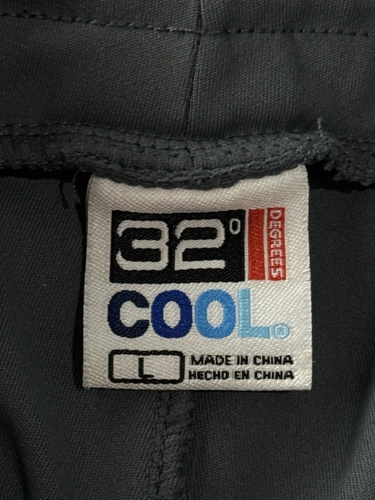 32° DEGREES
COOL®
L
MADE IN CHINA
HECHO EN CHINA